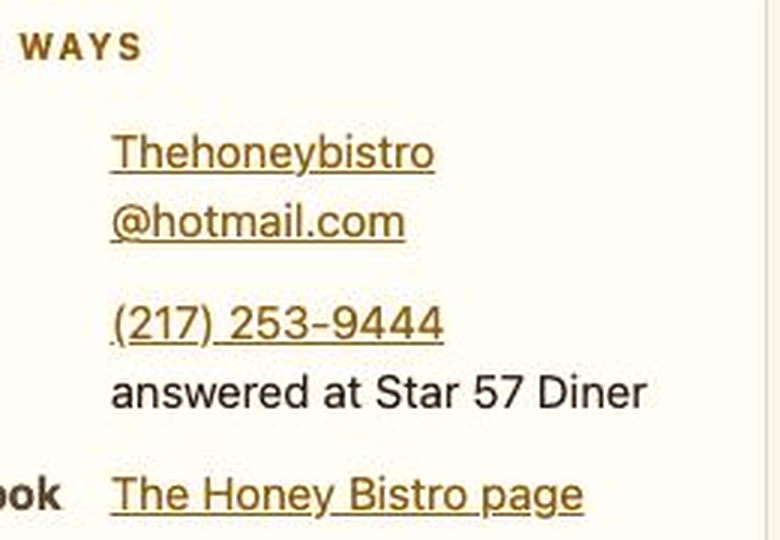 WAYS
Thehoneybistro
@hotmail.com
(217) 253-9444
answered at Star 57 Diner
ook The Honey Bistro page